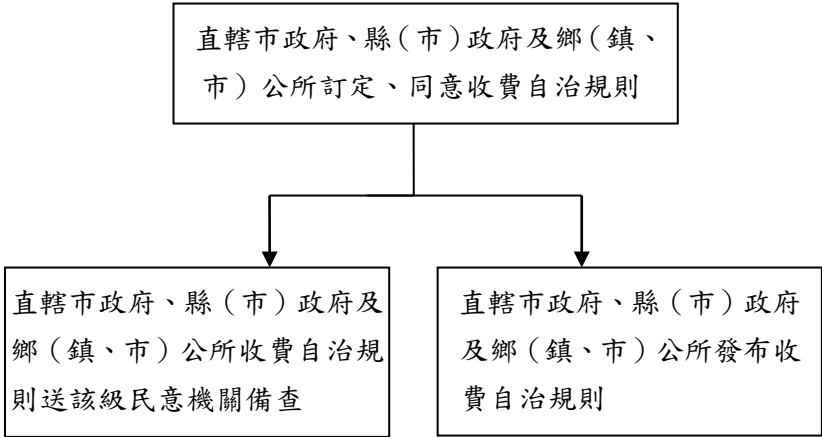 直轄市政府、縣（市）政府及鄉（鎮、
市）公所訂定、同意收費自治規則
直轄市政府、縣（市）政府及
鄉（鎮、市）公所收費自治規
則送該級民意機關備查
直轄市政府、縣（市）政府
及鄉（鎮、市）公所發布收
費自治規則